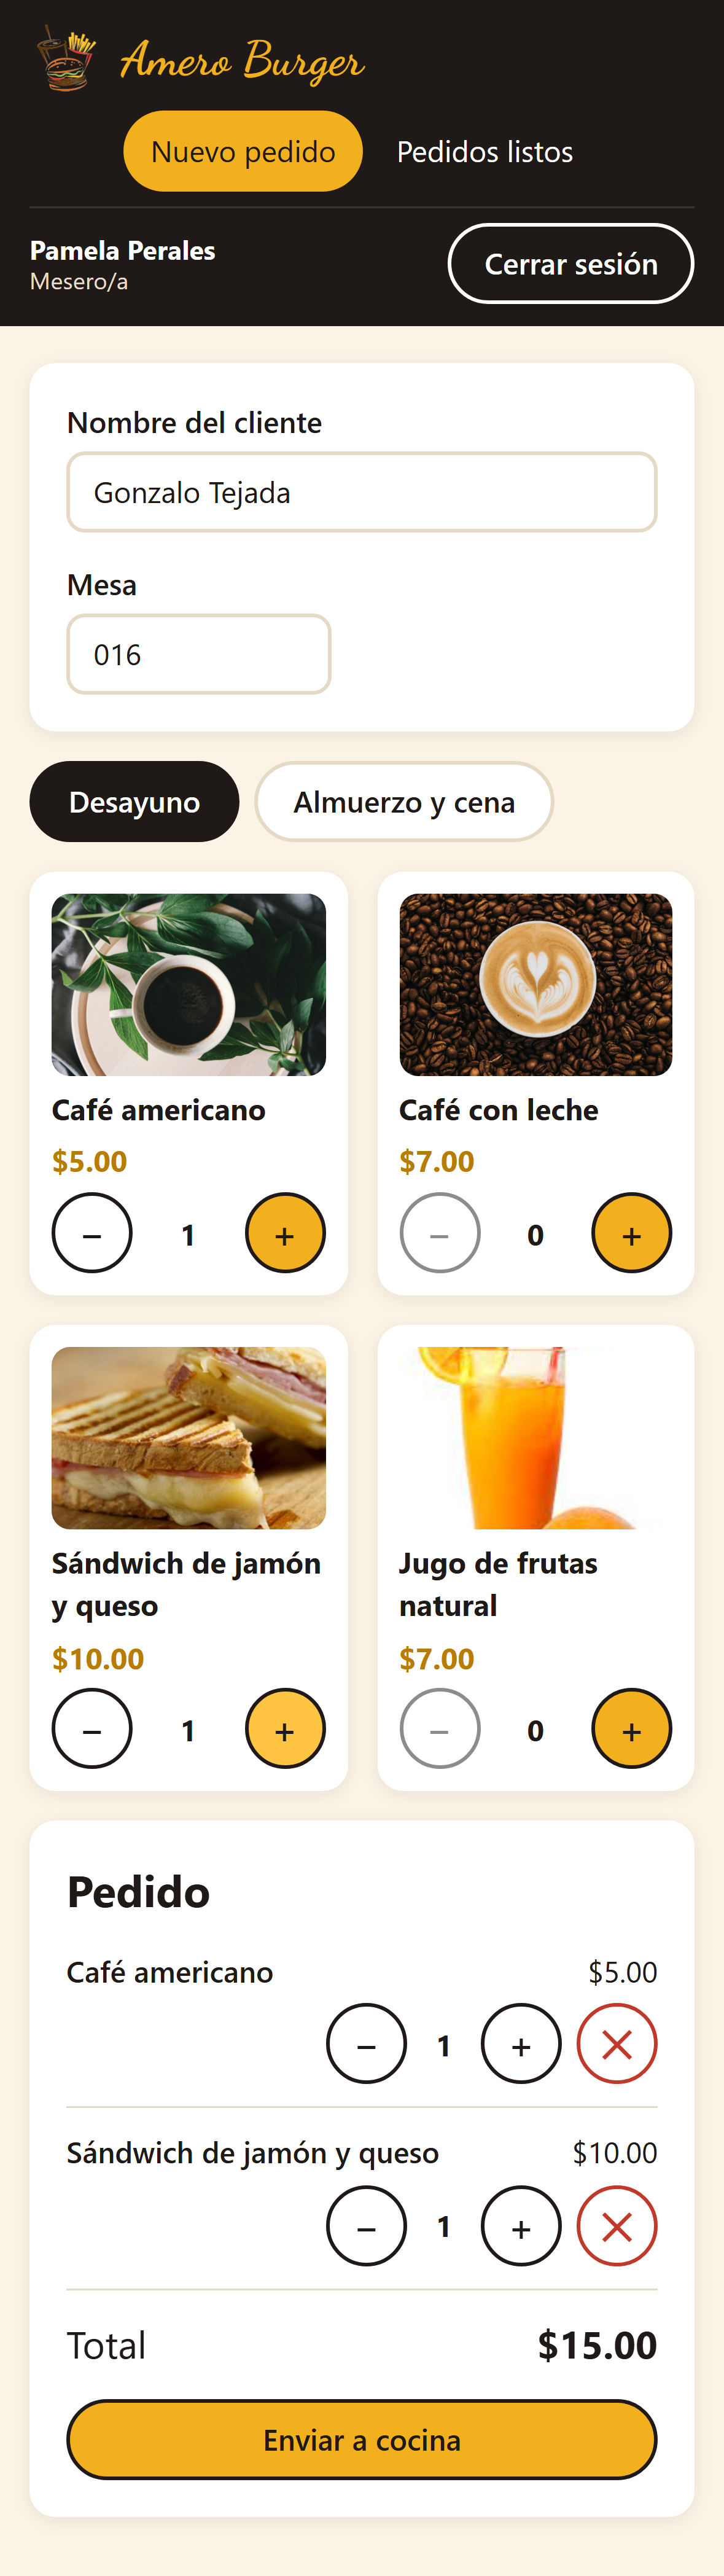 Amero Burger
Nuevo pedido
Pedidos listos
Pamela Perales
Mesero/a
Cerrar sesión
Nombre del cliente
Gonzalo Tejada
Mesa
016
Desayuno
Almuerzo y cena
Café americano
$5.00
− 1 +
Café con leche
$7.00
− 0 +
Sándwich de jamón
y queso
$10.00
− 1 +
Jugo de frutas
natural
$7.00
− 0 +
Pedido
Café americano $5.00
− 1 + ×
Sándwich de jamón y queso $10.00
− 1 + ×
Total $15.00
Enviar a cocina